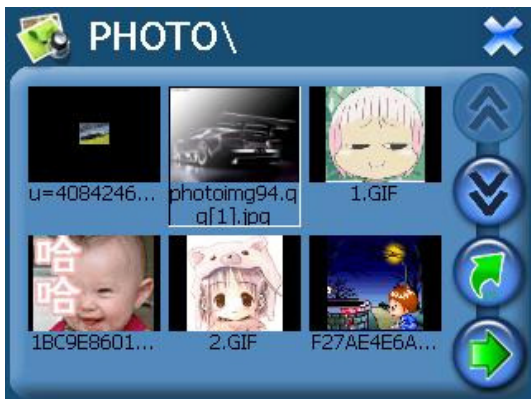 PHOTO\
u=4084246...
photoimg94.q
q[1].jpg
1.GIF
哈
哈
1BC9E8601...
2.GIF
F27AE4E6A...